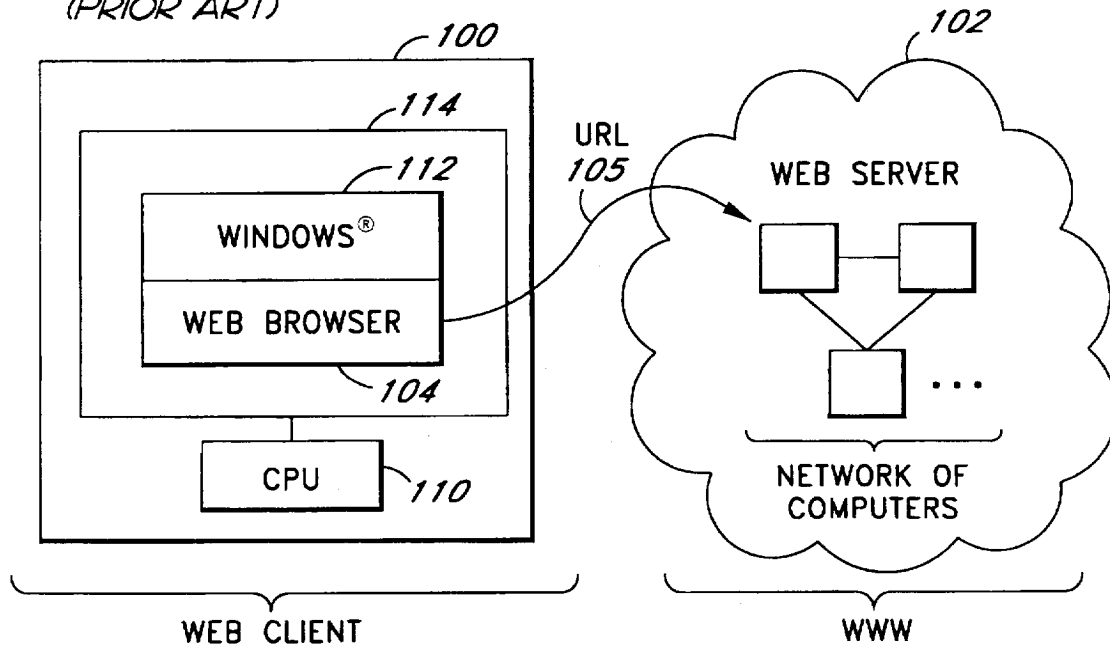 (PRIOR ART)
100
102
114
112
URL
105
WEB SERVER
WINDOWS®
WEB BROWSER
104
CPU
110
...
NETWORK OF
COMPUTERS
WEB CLIENT
WWW